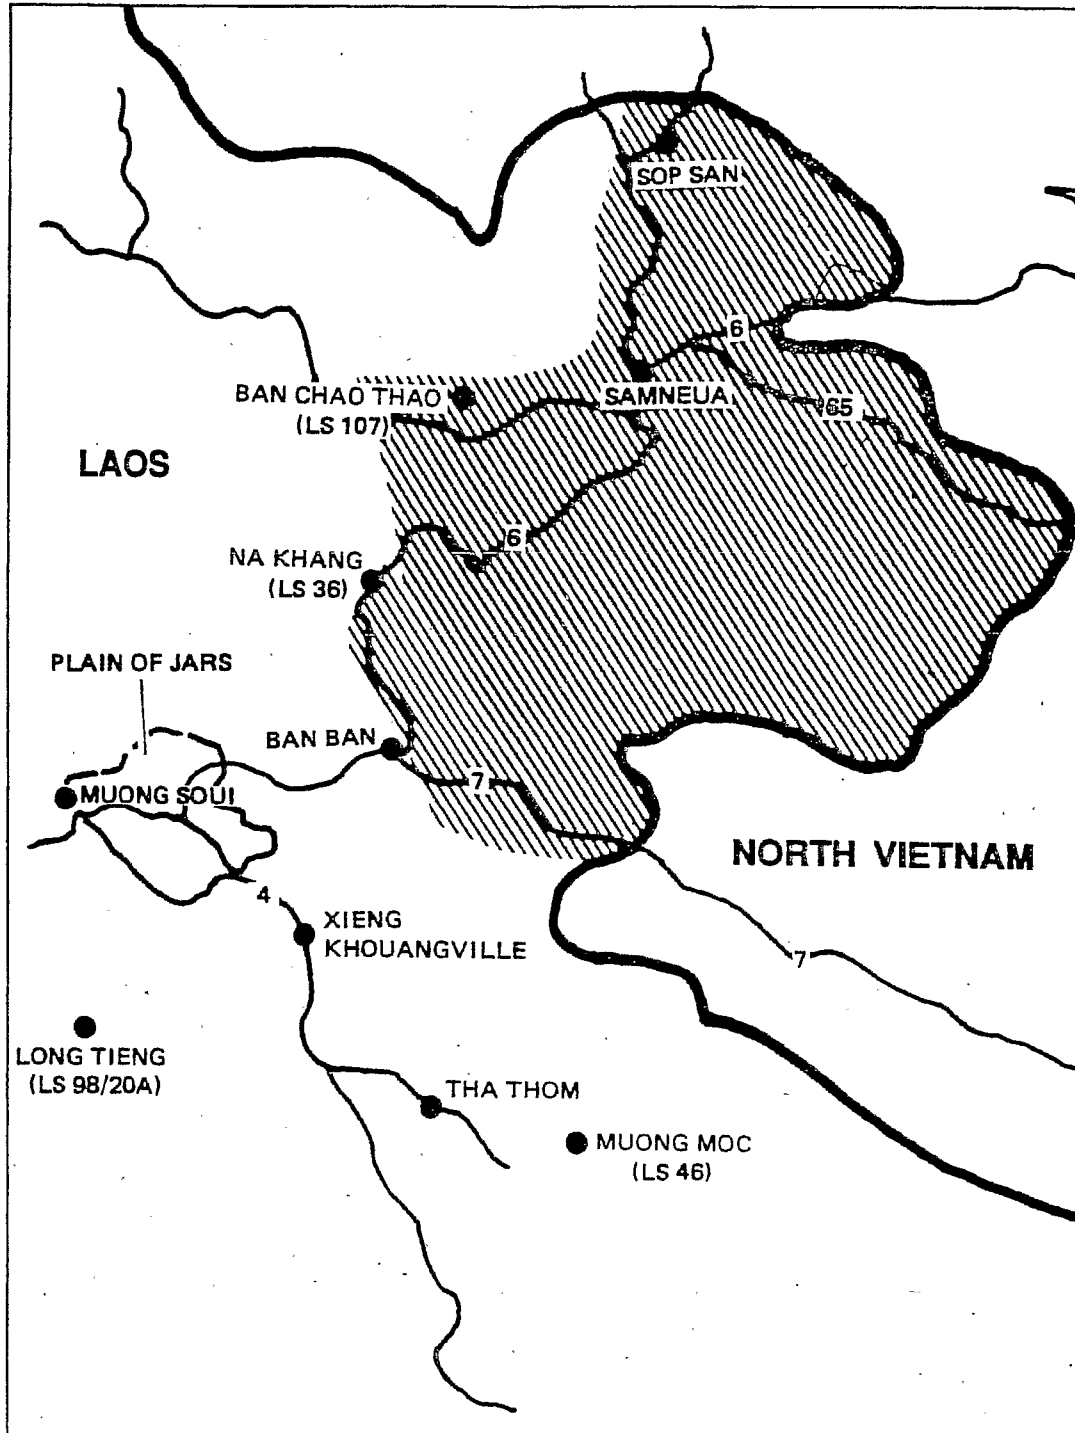 SOP SAN
6
BAN CHAO THAO
(LS 107)
SAMNEUA
65
LAOS
6
NA KHANG
(LS 36)
PLAIN OF JARS
BAN BAN
7
MUONG SOUI
NORTH VIETNAM
4
XIENG
KHOUANGVILLE
7
LONG TIENG
(LS 98/20A)
THA THOM
MUONG MOC
(LS 46)